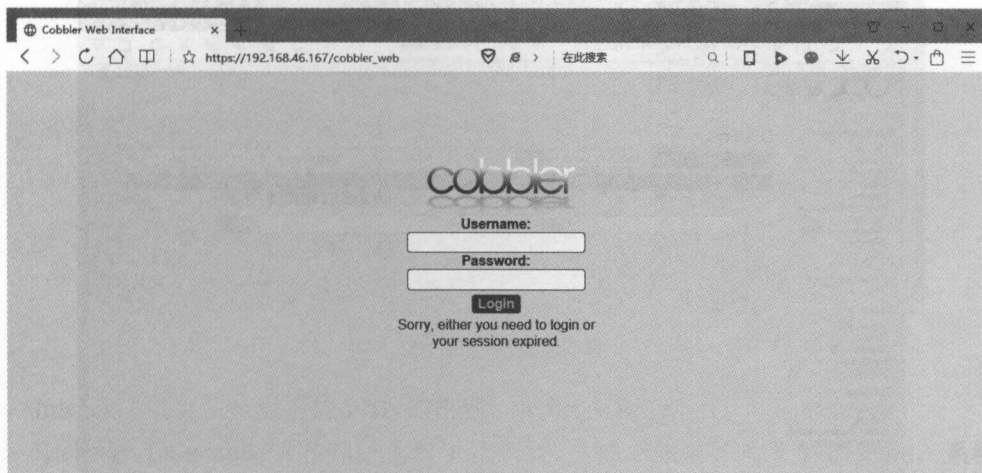 Cobbler Web Interface
https://192.168.46.167/cobbler_web
在此搜索
cobbler
Username:
Password:
Login
Sorry, either you need to login or
your session expired.